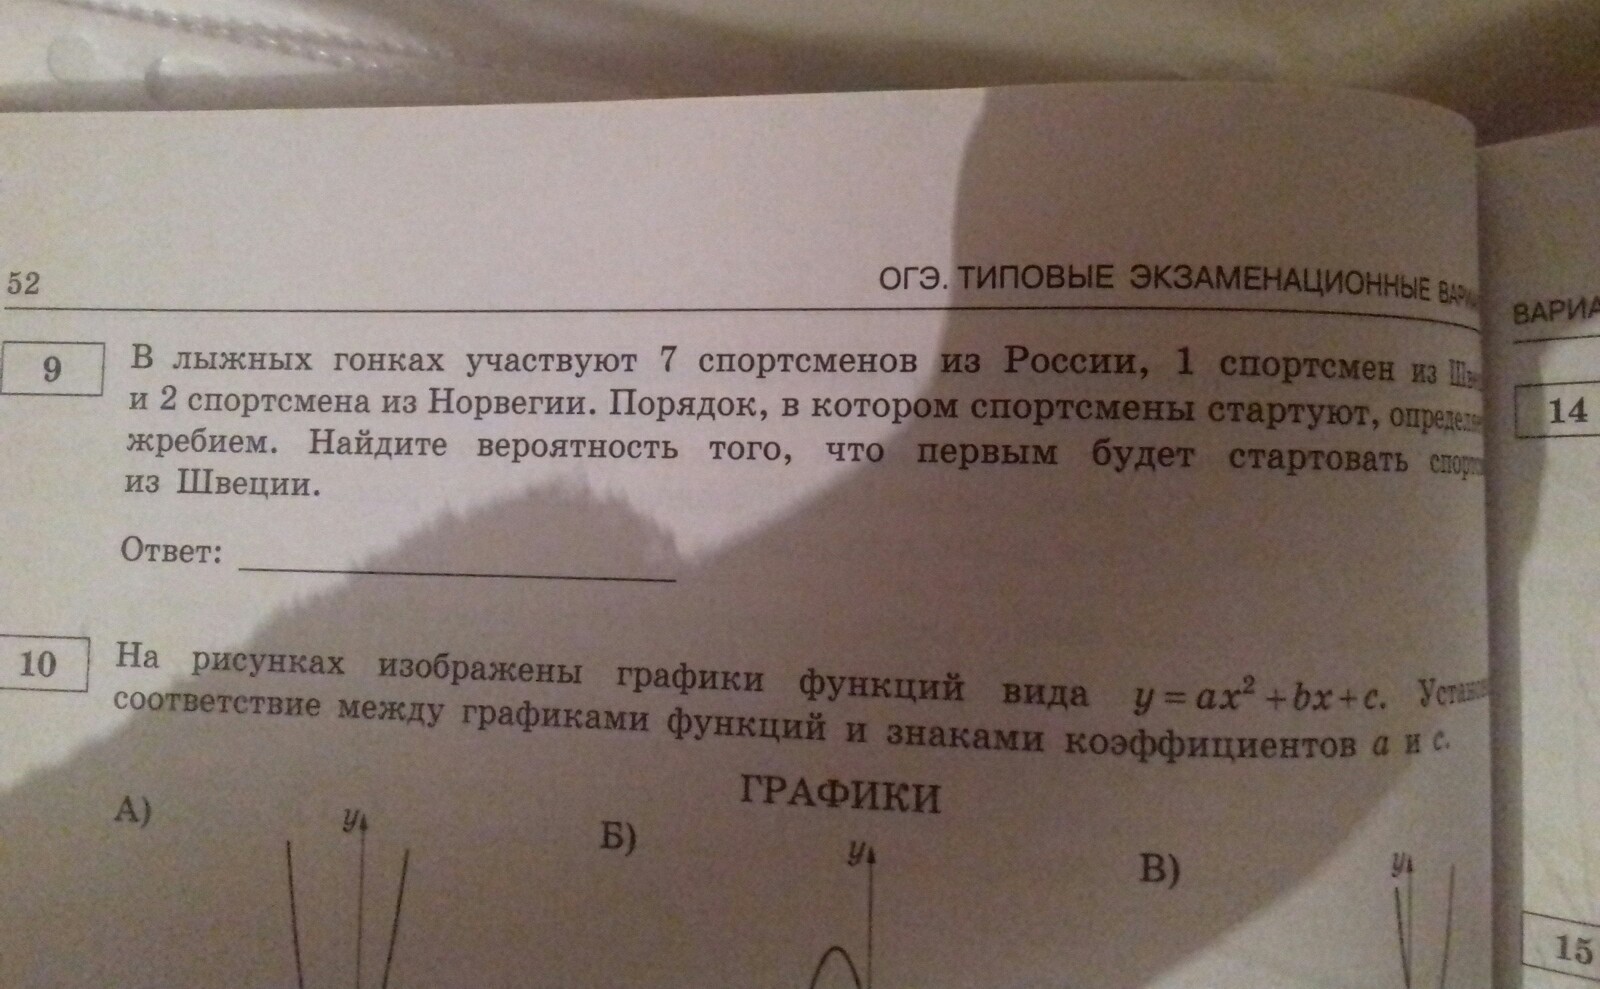 52
ОГЭ. ТИПОВЫЕ ЭКЗАМЕНАЦИОННЫЕ
9
В лыжных гонках участвуют 7 спортсменов из России, 1 спортсмен из
и 2 спортсмена из Норвегии. Порядок, в котором спортсмены стартуют,
жребием. Найдите вероятность того, что первым будет стартовать
из Швеции.
Ответ:
10
На рисунках изображены графики функций вида y = ax² + bx + c.
соответствие между графиками функций и знаками коэффициентов a и c.
ГРАФИКИ
А)
y
Б)
y
В)
y
14
15